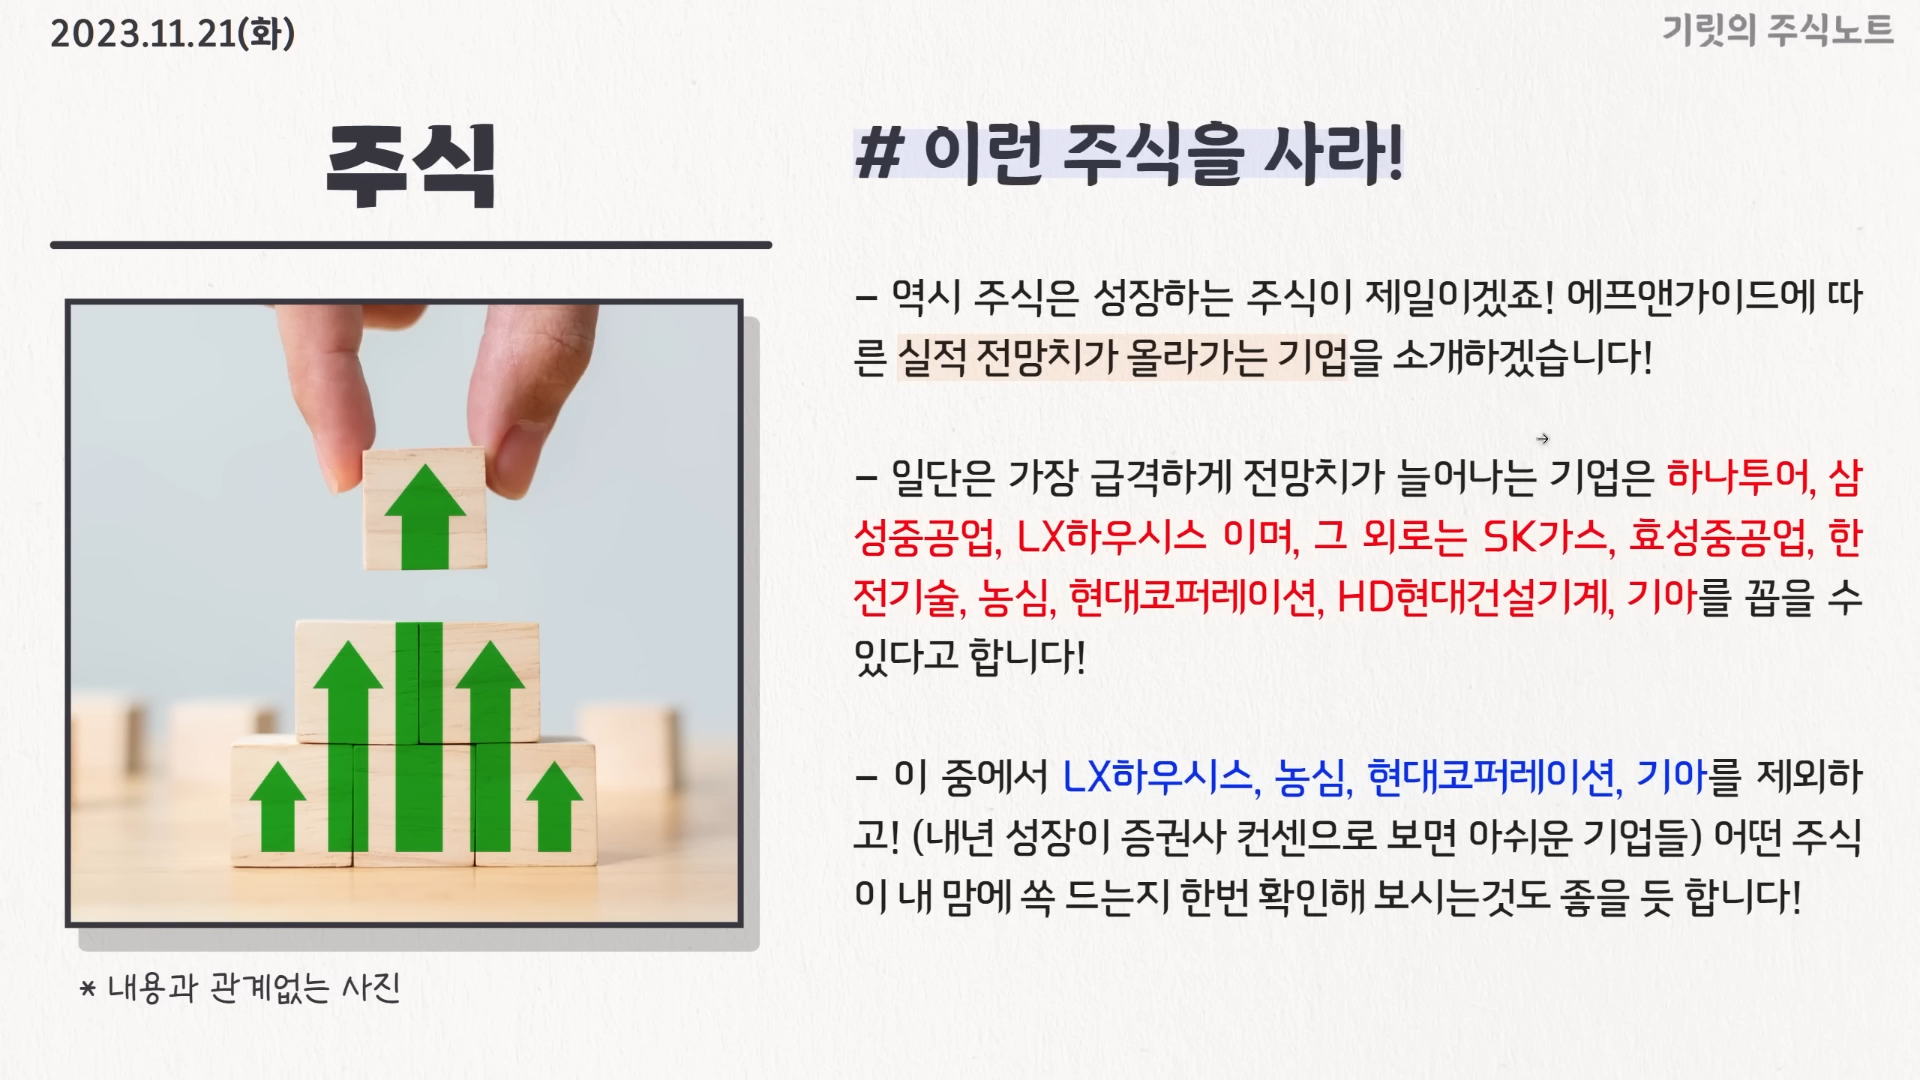 2023.11.21(화)
기릿의 주식노트
주식
# 이런 주식을 사라!
– 역시 주식은 성장하는 주식이 제일이겠죠! 에프앤가이드에 따
른 실적 전망치가 올라가는 기업을 소개하겠습니다!
– 일단은 가장 급격하게 전망치가 늘어나는 기업은 하나투어, 삼
성중공업, LX하우시스 이며, 그 외로는 SK가스, 효성중공업, 한
전기술, 농심, 현대코퍼레이션, HD현대건설기계, 기아를 꼽을 수
있다고 합니다!
– 이 중에서 LX하우시스, 농심, 현대코퍼레이션, 기아를 제외하
고! (내년 성장이 증권사 컨센으로 보면 아쉬운 기업들) 어떤 주식
이 내 맘에 쏙 드는지 한번 확인해 보시는것도 좋을 듯 합니다!
* 내용과 관계없는 사진